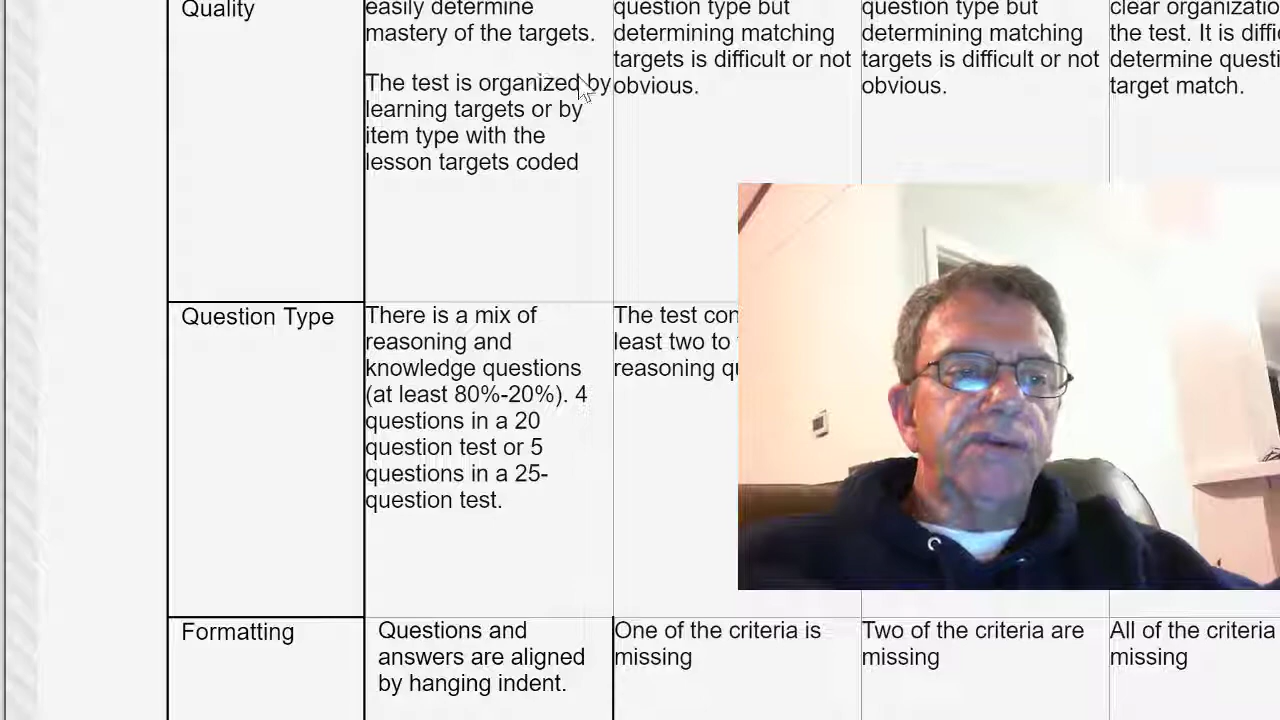 Quality
easily determine
mastery of the targets.
The test is organized by
learning targets or by
item type with the
lesson targets coded
question type but
determining matching
targets is difficult or not
obvious.
question type but
determining matching
targets is difficult or not
obvious.
clear
the test. It is
determine
target match.
Question Type
There is a mix of
reasoning and
knowledge questions
(at least 80%-20%). 4
questions in a 20
question test or 5
questions in a 25-
question test.
The test
least two to
reasoning
Formatting
Questions and
answers are aligned
by hanging indent.
One of the criteria is
missing
Two of the criteria are
missing
All of the criteria
missing